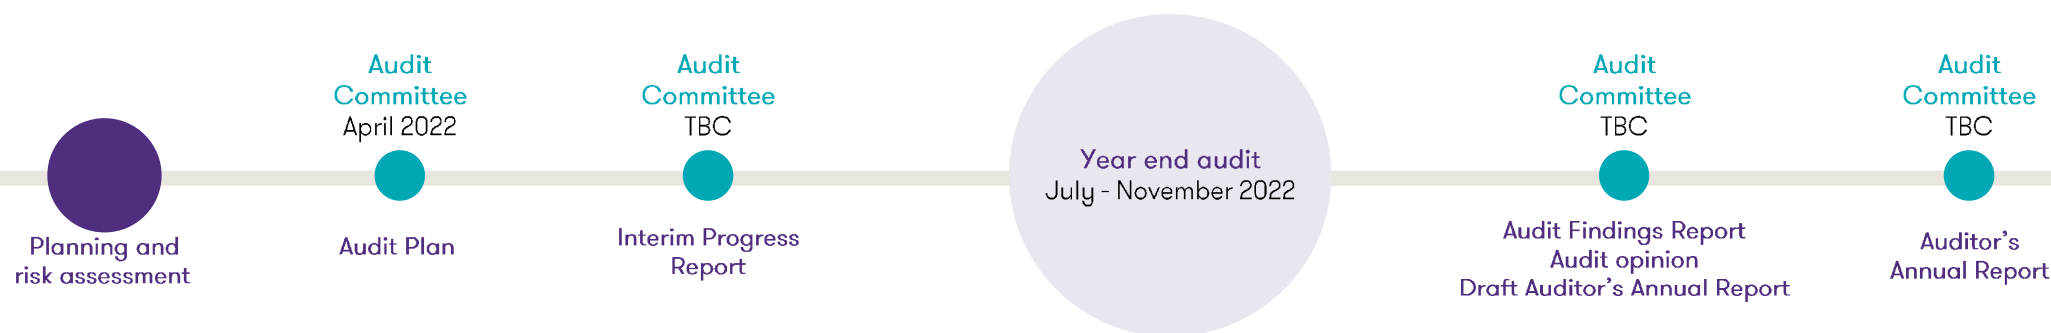 Planning and
risk assessment
Audit
Committee
April 2022
Audit Plan
Audit
Committee
TBC
Interim Progress
Report
Year end audit
July - November 2022
Audit
Committee
TBC
Audit Findings Report
Audit opinion
Draft Auditor’s Annual Report
Audit
Committee
TBC
Auditor’s
Annual Report